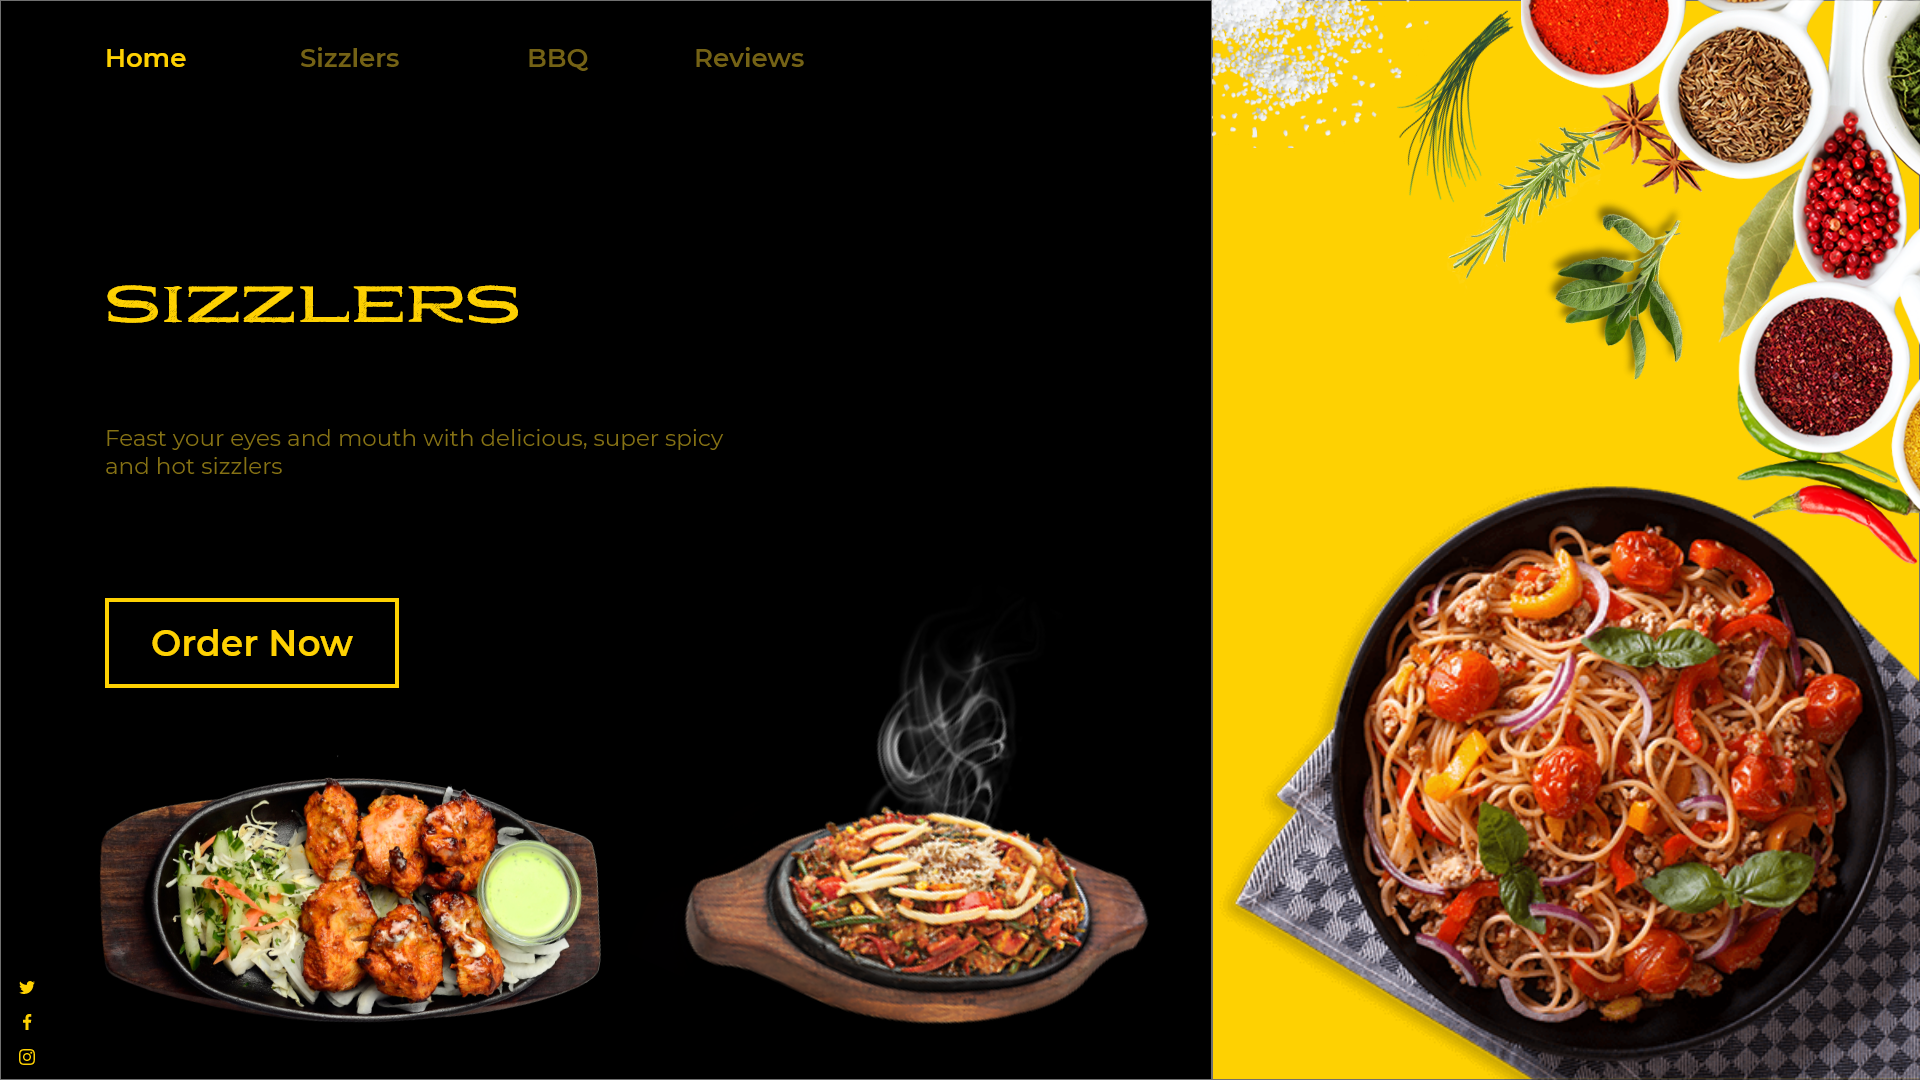 Home Sizzlers BBQ Reviews
SIZZLERS
Feast your eyes and mouth with delicious, super spicy
and hot sizzlers
Order Now